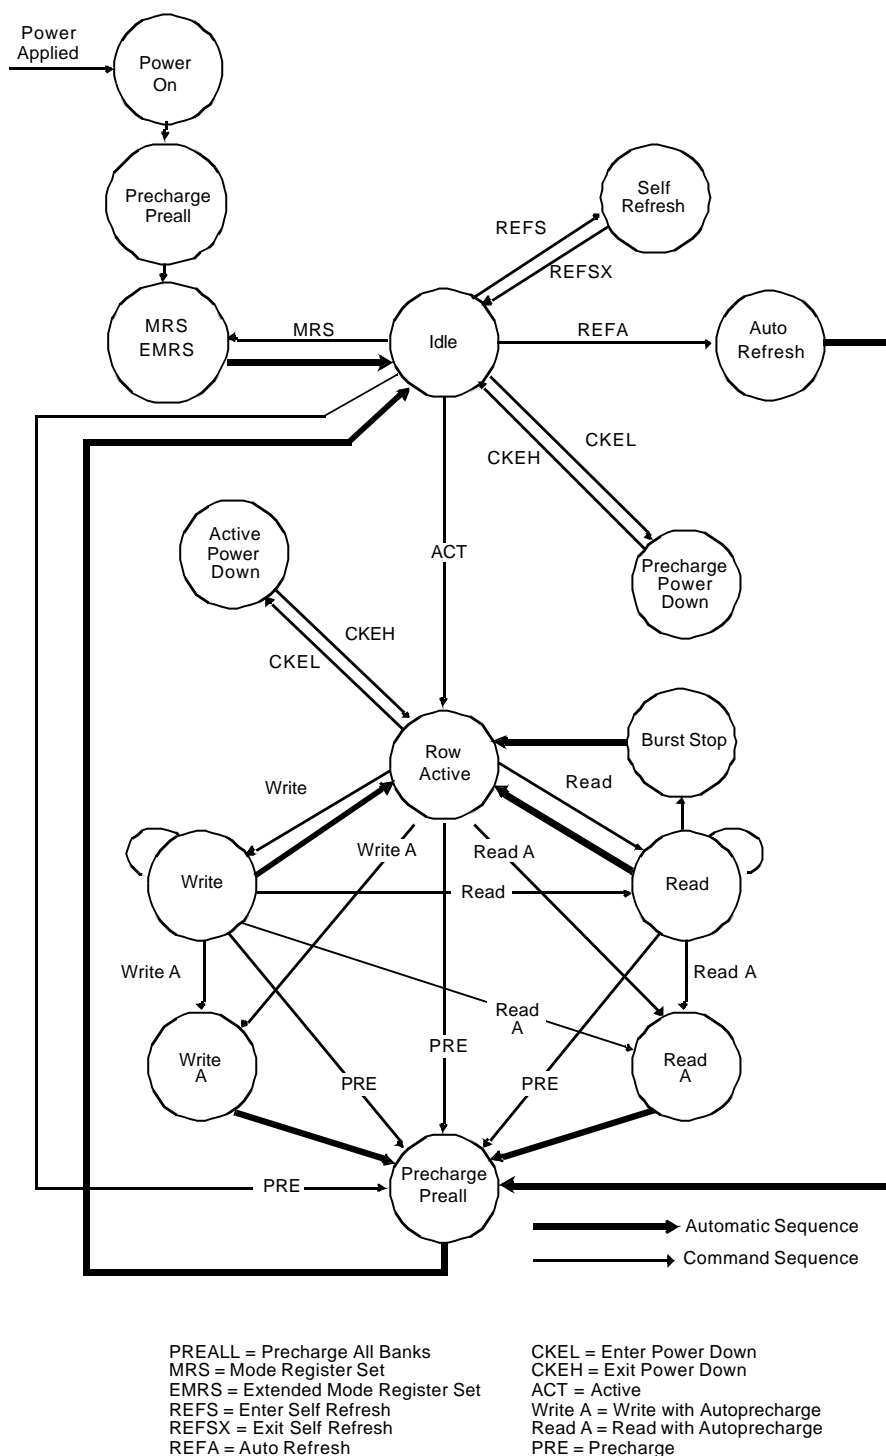 Power
Applied
Power
On
Precharge
Preall
Self
Refresh
REFS
REFSX
MRS
EMRS
MRS
Idle
REFA
Auto
Refresh
CKEL
CKEH
Active
Power
Down
ACT
Precharge
Power
Down
CKEH
CKEL
Row
Active
Burst Stop
Write
Read
Write A
Read A
Write
Read
Read
Write A
Read A
Read
A
Write
A
PRE
Read
A
PRE
PRE
Precharge
Preall
PRE
Automatic Sequence
Command Sequence
PREALL = Precharge All Banks
MRS = Mode Register Set
EMRS = Extended Mode Register Set
REFS = Enter Self Refresh
REFSX = Exit Self Refresh
REFA = Auto Refresh
CKEL = Enter Power Down
CKEH = Exit Power Down
ACT = Active
Write A = Write with Autoprecharge
Read A = Read with Autoprecharge
PRE = Precharge